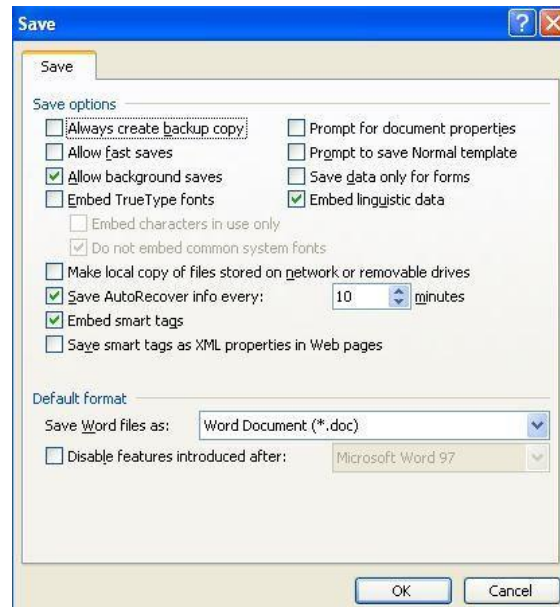 Save
Save
Save options
Always create backup copy
Prompt for document properties
Allow fast saves
Prompt to save Normal template
Allow background saves
Save data only for forms
Embed TrueType fonts
Embed linguistic data
Embed characters in use only
Do not embed common system fonts
Make local copy of files stored on network or removable drives
Save AutoRecover info every: 10 minutes
Embed smart tags
Save smart tags as XML properties in Web pages
Default format
Save Word files as: Word Document (*.doc)
Disable features introduced after: Microsoft Word 97
OK Cancel